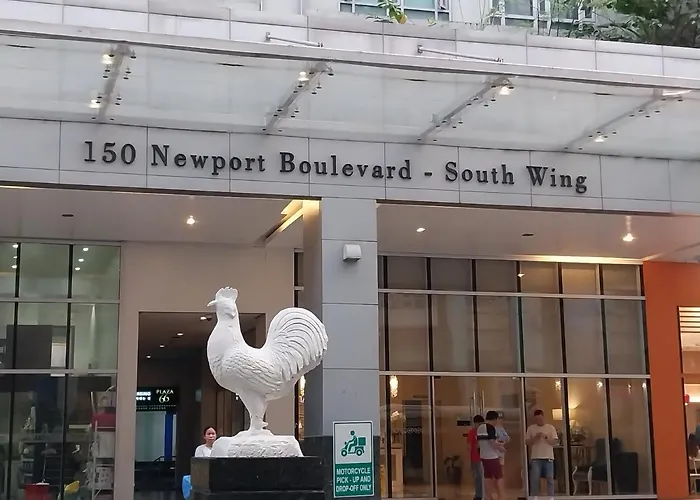 150 Newport Boulevard - South Wing
PLAZA
66
MOTORCYCLE
PICK - UP AND
DROP-OFF ONLY